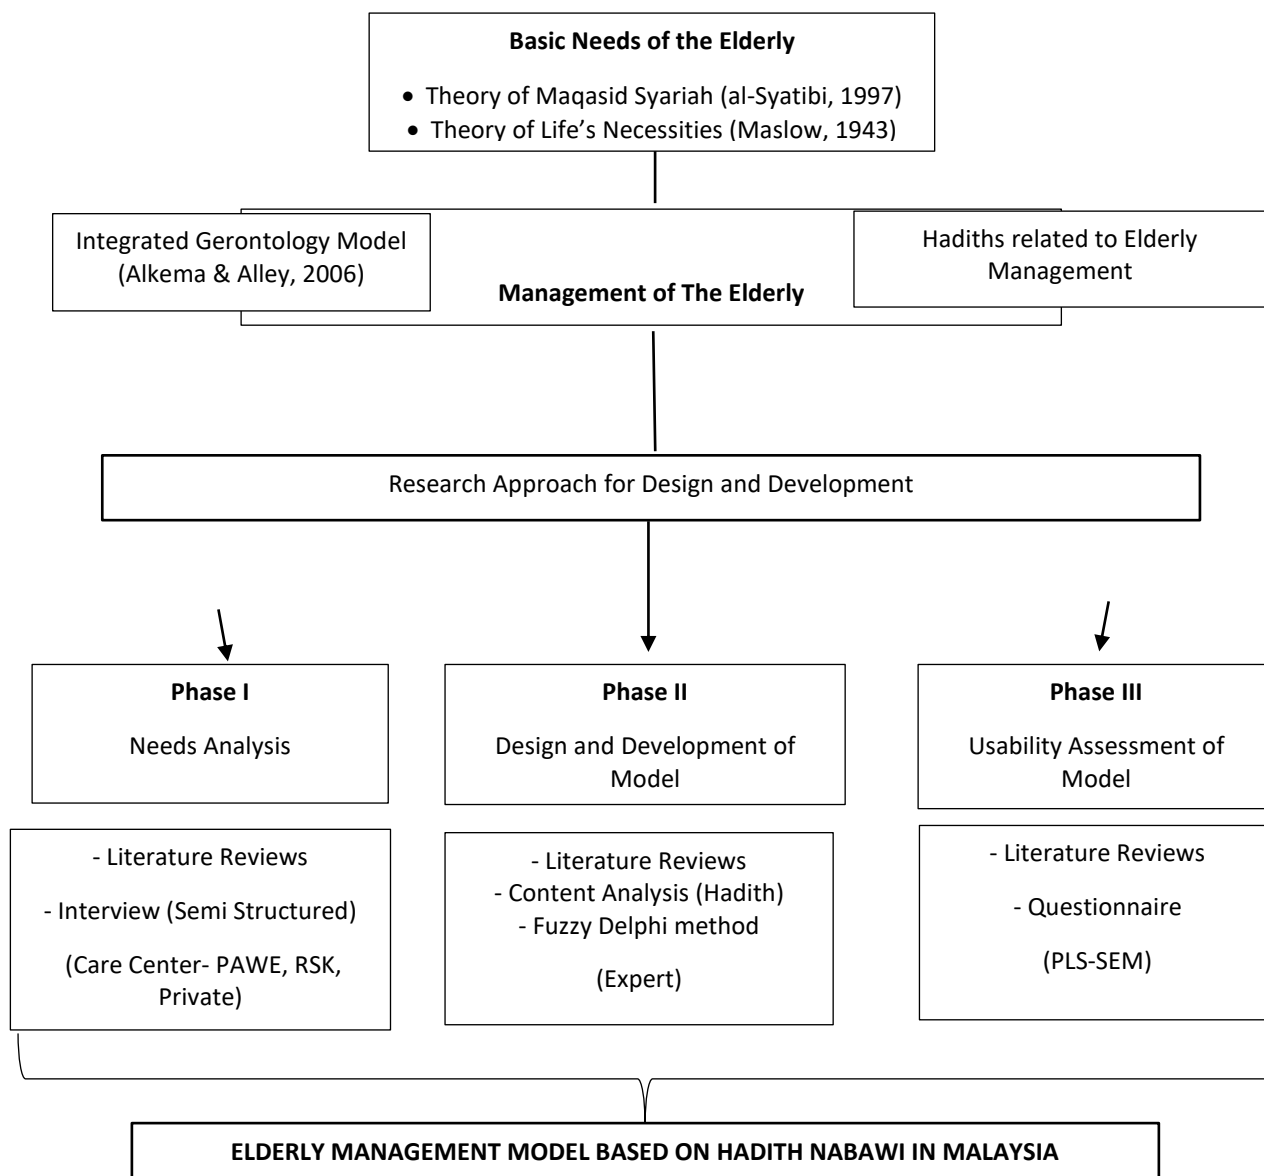 Basic Needs of the Elderly
• Theory of Maqasid Syariah (al-Syatibi, 1997)
• Theory of Life’s Necessities (Maslow, 1943)
Integrated Gerontology Model
(Alkema & Alley, 2006)
Management of The Elderly
Hadiths related to Elderly
Management
Research Approach for Design and Development
Phase I
Needs Analysis
Phase II
Design and Development of
Model
Phase III
Usability Assessment of
Model
- Literature Reviews
- Interview (Semi Structured)
(Care Center- PAWE, RSK,
Private)
- Literature Reviews
- Content Analysis (Hadith)
- Fuzzy Delphi method
(Expert)
- Literature Reviews
- Questionnaire
(PLS-SEM)
ELDERLY MANAGEMENT MODEL BASED ON HADITH NABAWI IN MALAYSIA